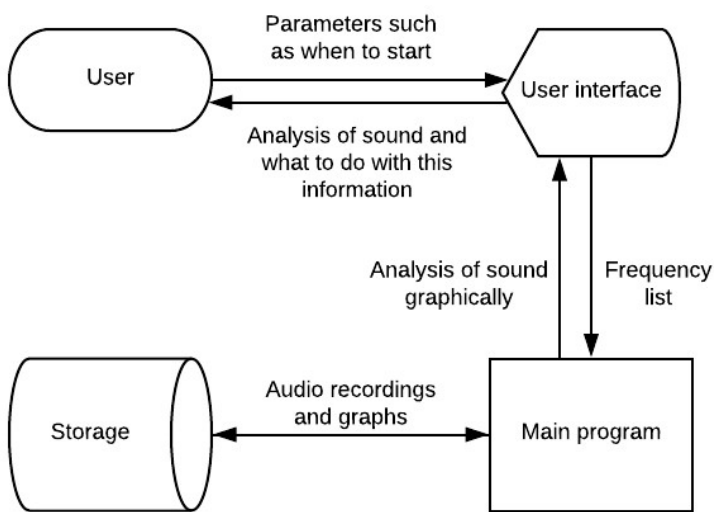 Parameters such
as when to start
User
User interface
Analysis of sound and
what to do with this
information
Analysis of sound
graphically
Frequency
list
Audio recordings
and graphs
Storage
Main program